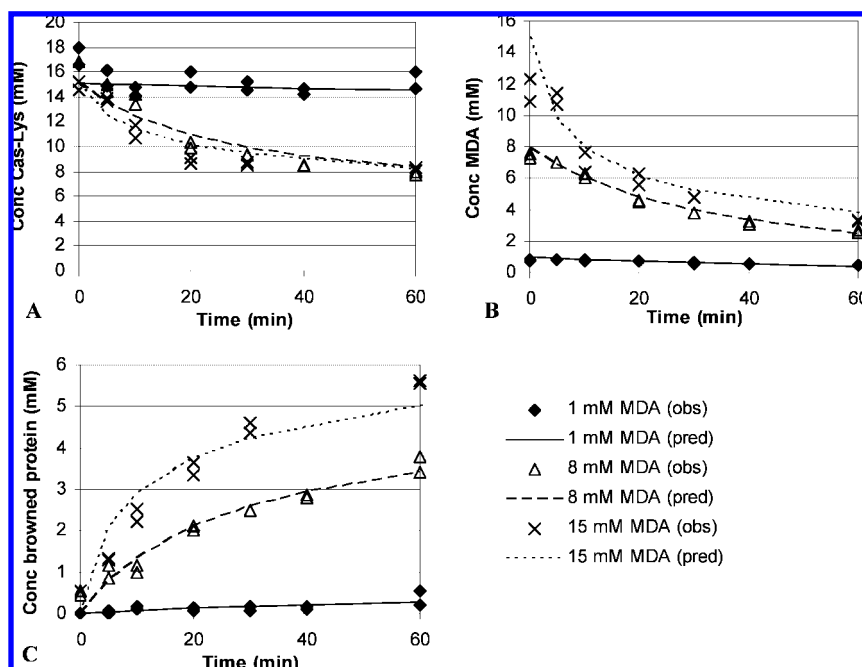 Conc Cas-Lys (mM)
20
18
16
14
12
10
8
6
4
2
0
0 20 40 60
Time (min)
A
Conc MDA (mM)
16
14
12
10
8
6
4
2
0
0 10 20 30 40 50 60
Time (min)
B
Conc browned protein (mM)
6
5
4
3
2
1
0
0 20 40 60
Time (min)
C
1 mM MDA (obs)
1 mM MDA (pred)
8 mM MDA (obs)
8 mM MDA (pred)
15 mM MDA (obs)
15 mM MDA (pred)